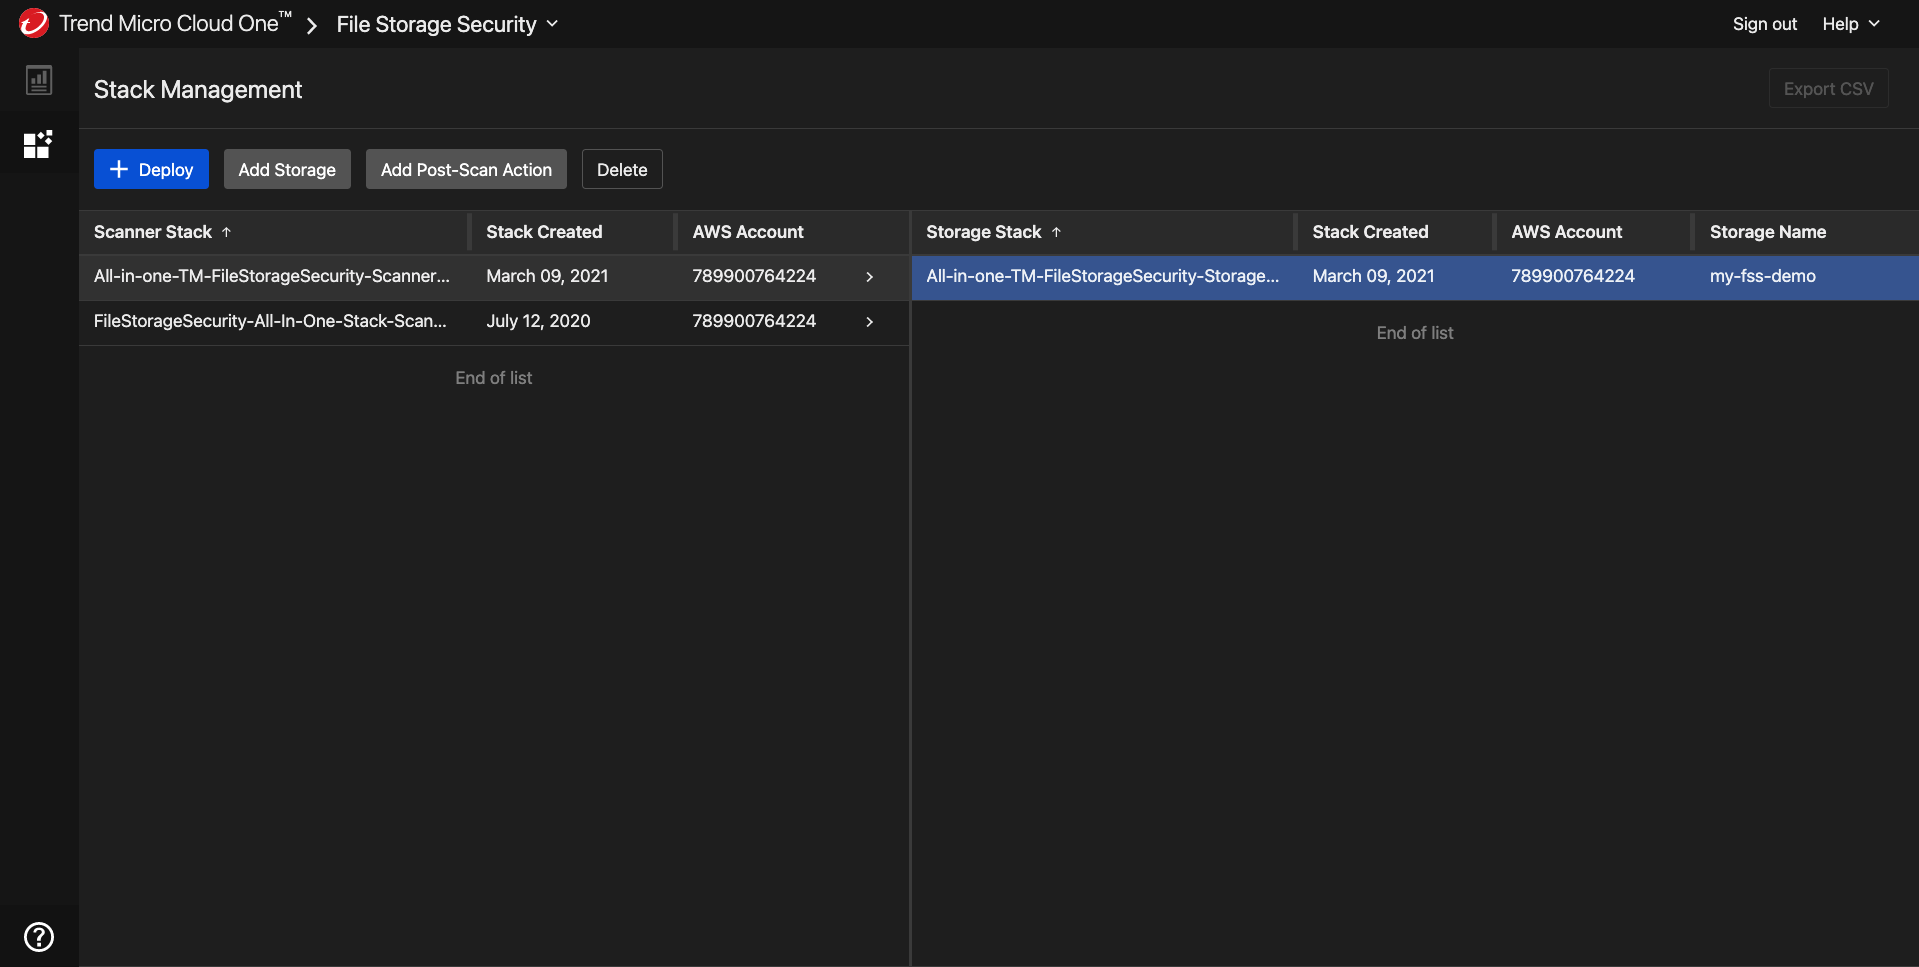 Trend Micro Cloud One™ > File Storage Security
Sign out Help
Stack Management
Export CSV
+ Deploy Add Storage Add Post-Scan Action Delete
Scanner Stack ↑ Stack Created AWS Account Storage Stack ↑ Stack Created AWS Account Storage Name
All-in-one-TM-FileStorageSecurity-Scanner... March 09, 2021 789900764224 > All-in-one-TM-FileStorageSecurity-Storage... March 09, 2021 789900764224 my-fss-demo
FileStorageSecurity-All-In-One-Stack-Scan... July 12, 2020 789900764224 >
End of list
End of list
?